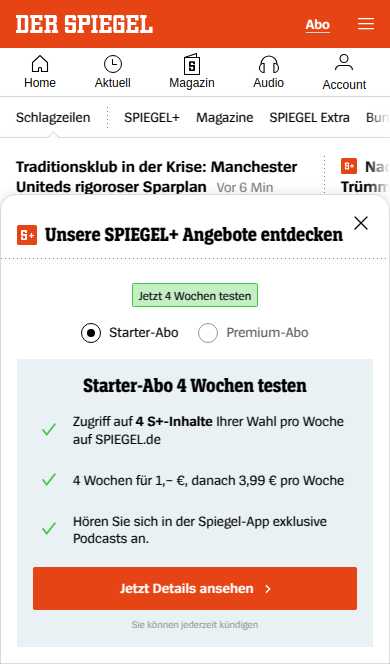 DER SPIEGEL
Abo
Home
Aktuell
Magazin
Audio
Account
Schlagzeilen
SPIEGEL+
Magazine
SPIEGEL Extra
Bun
Traditionsklub in der Krise: Manchester
Uniteds rigoroser Sparplan Vor 6 Min
S+ Nac
Trümm
S+ Unsere SPIEGEL+ Angebote entdecken
Jetzt 4 Wochen testen
Starter-Abo
Premium-Abo
Starter-Abo 4 Wochen testen
Zugriff auf 4 S+-Inhalte Ihrer Wahl pro Woche
auf SPIEGEL.de
4 Wochen für 1,– €, danach 3,99 € pro Woche
Hören Sie sich in der Spiegel-App exklusive
Podcasts an.
Jetzt Details ansehen
Sie können jederzeit kündigen